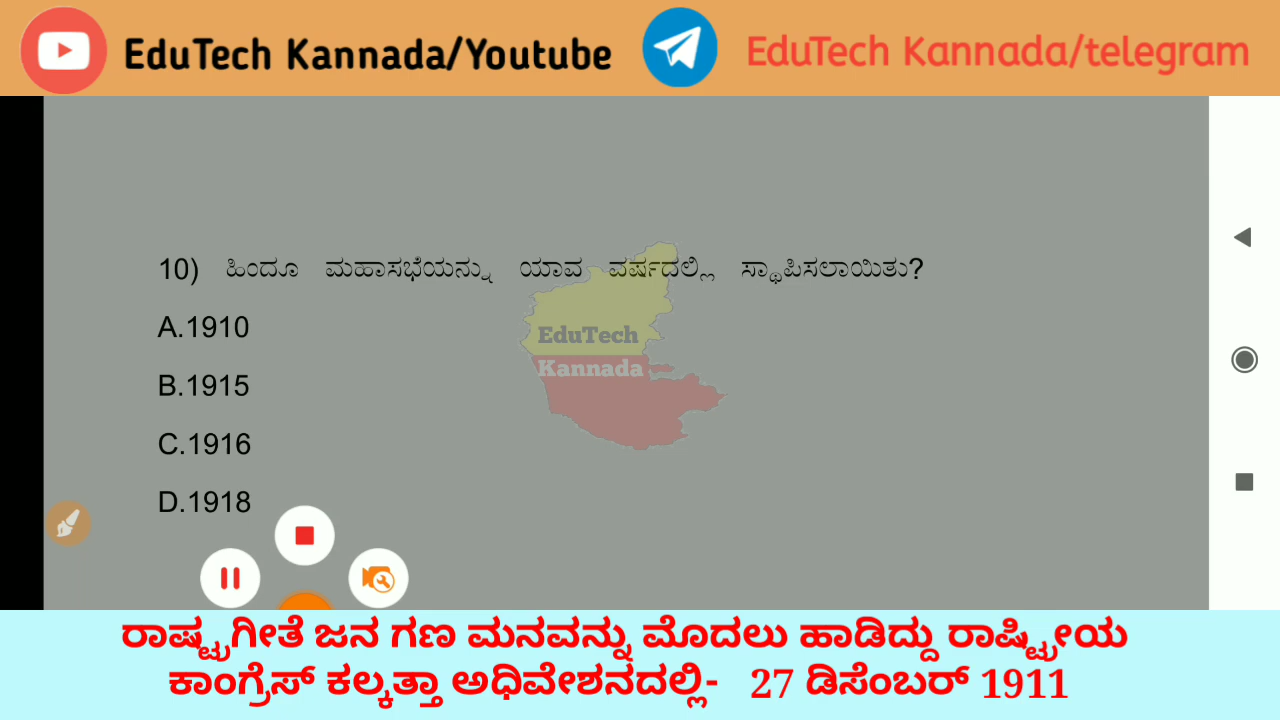 EduTech Kannada/Youtube
EduTech Kannada/telegram
10) ಹಿಂದೂ ಮಹಾಸಭೆಯನ್ನು ಯಾವ ವರ್ಷದಲ್ಲಿ ಸ್ಥಾಪಿಸಲಾಯಿತು?
A.1910
EduTech
Kannada
B.1915
C.1916
D.1918
ರಾಷ್ಟ್ರಗೀತೆ ಜನ ಗಣ ಮನವನ್ನು ಮೊದಲು ಹಾಡಿದ್ದು ರಾಷ್ಟ್ರೀಯ
ಕಾಂಗ್ರೆಸ್ ಕಲ್ಕತ್ತಾ ಅಧಿವೇಶನದಲ್ಲಿ- 27 ಡಿಸೆಂಬರ್ 1911